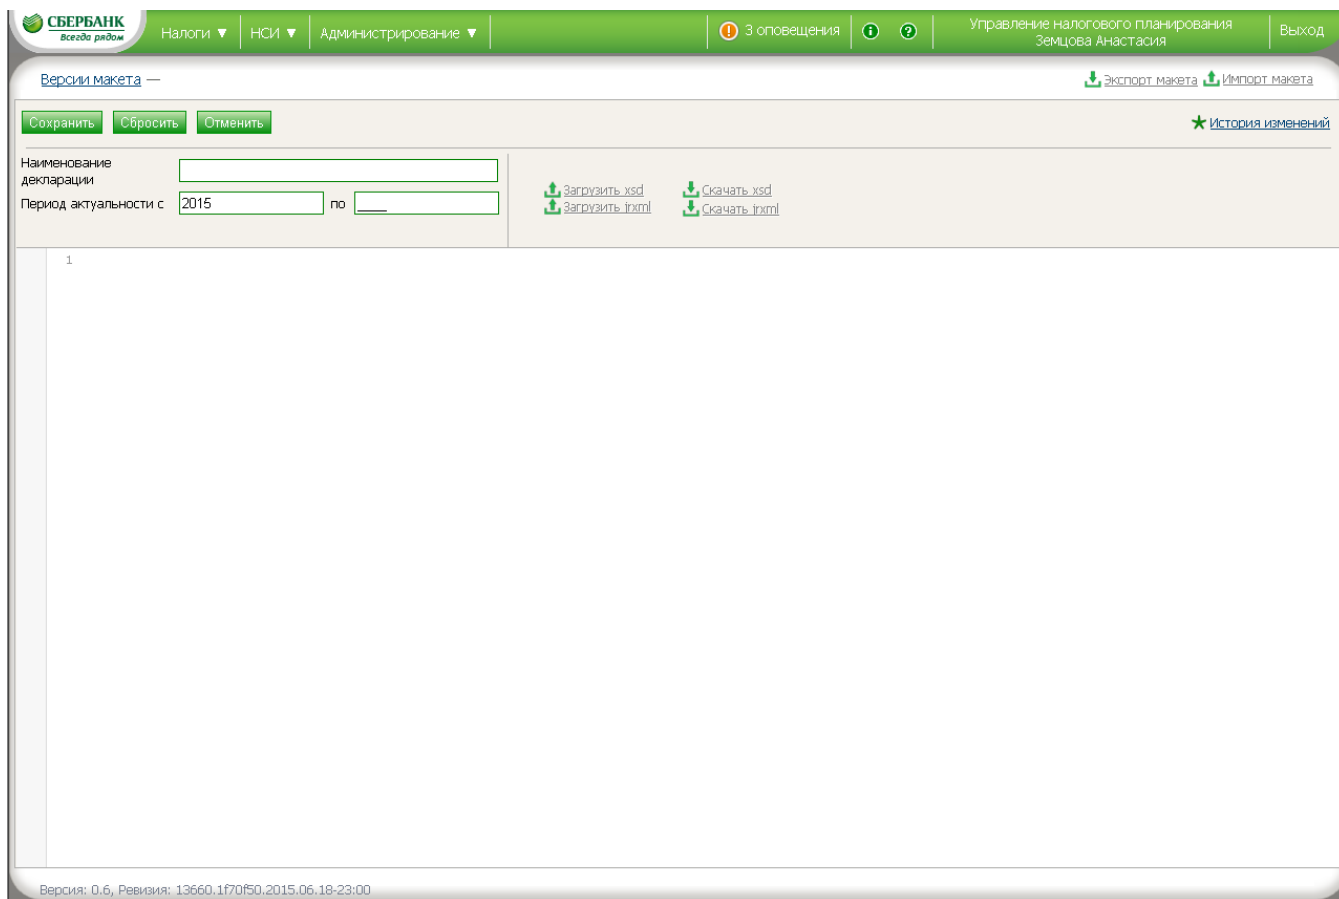 СБЕРБАНК
Всегда рядом
Налоги ▼
НСИ ▼
Администрирование ▼
3 оповещения
Управление налогового планирования
Земцова Анастасия
Выход
Версии макета —
Экспорт макета
Импорт макета
Сохранить
Сбросить
Отменить
История изменений
Наименование
декларации
Период актуальности с 2015 по ____
Загрузить xsd
Скачать xsd
Загрузить jrxml
Скачать jrxml
1
Версия: 0.6, Ревизия: 13660.1f70f50.2015.06.18-23:00